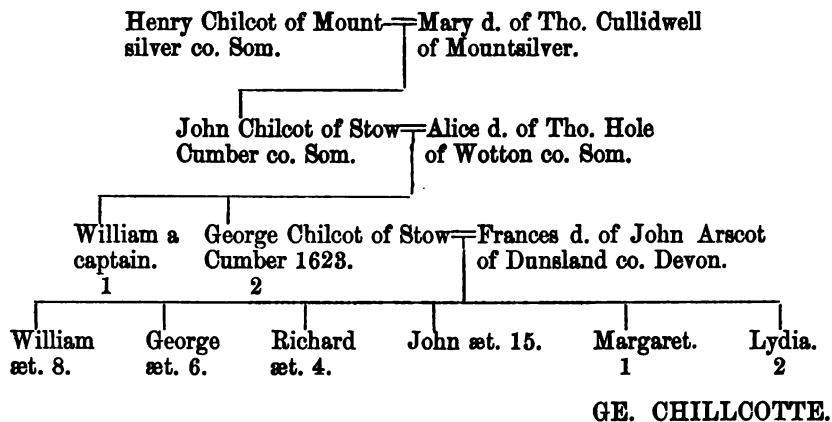 Henry Chilcot of Mount-=Mary d. of Tho. Cullidwell
silver co. Som. of Mountsilver.
John Chilcot of Stow=Alice d. of Tho. Hole
Cumber co. Som. of Wotton co. Som.
William a George Chilcot of Stow=Frances d. of John Arscot
captain. Cumber 1623. of Dunsland co. Devon.
1 2
William George Richard John æt. 15. Margaret. Lydia.
æt. 8. æt. 6. æt. 4. 1 2
GE. CHILLCOTTE.